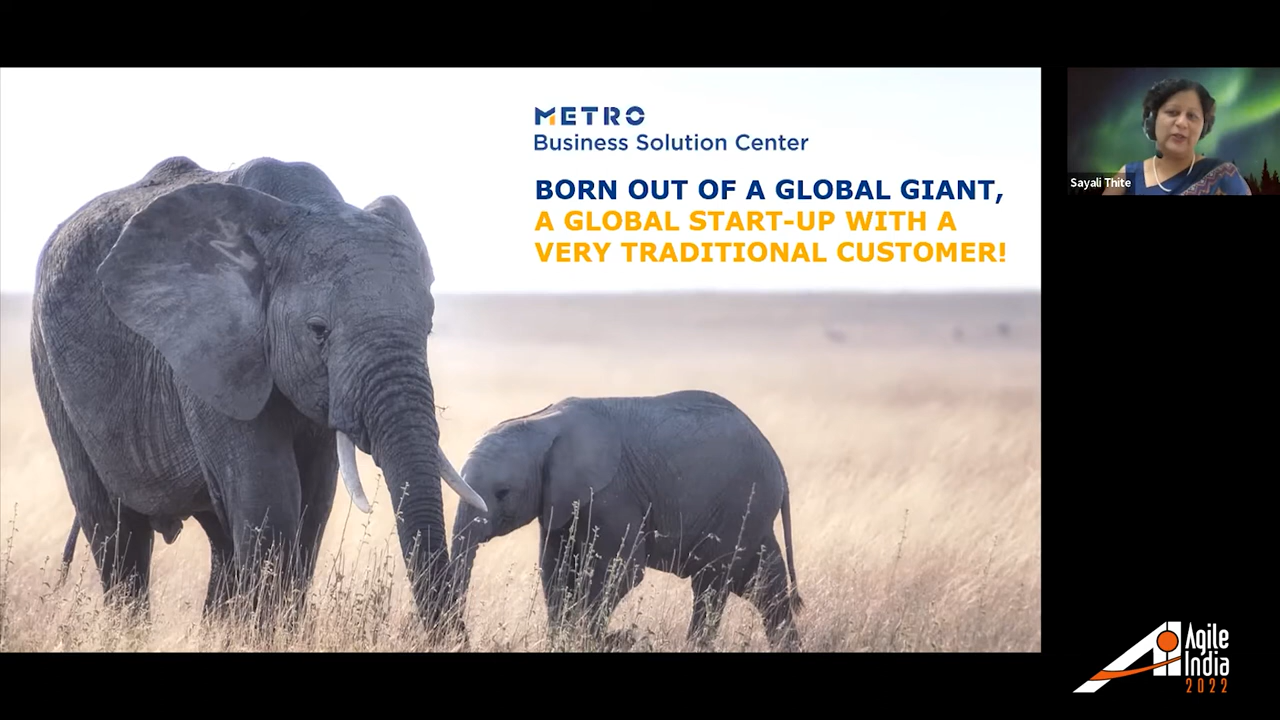 METRO
Business Solution Center
BORN OUT OF A GLOBAL GIANT,
A GLOBAL START-UP WITH A
VERY TRADITIONAL CUSTOMER!
Sayali Thite
Agile
India
2022